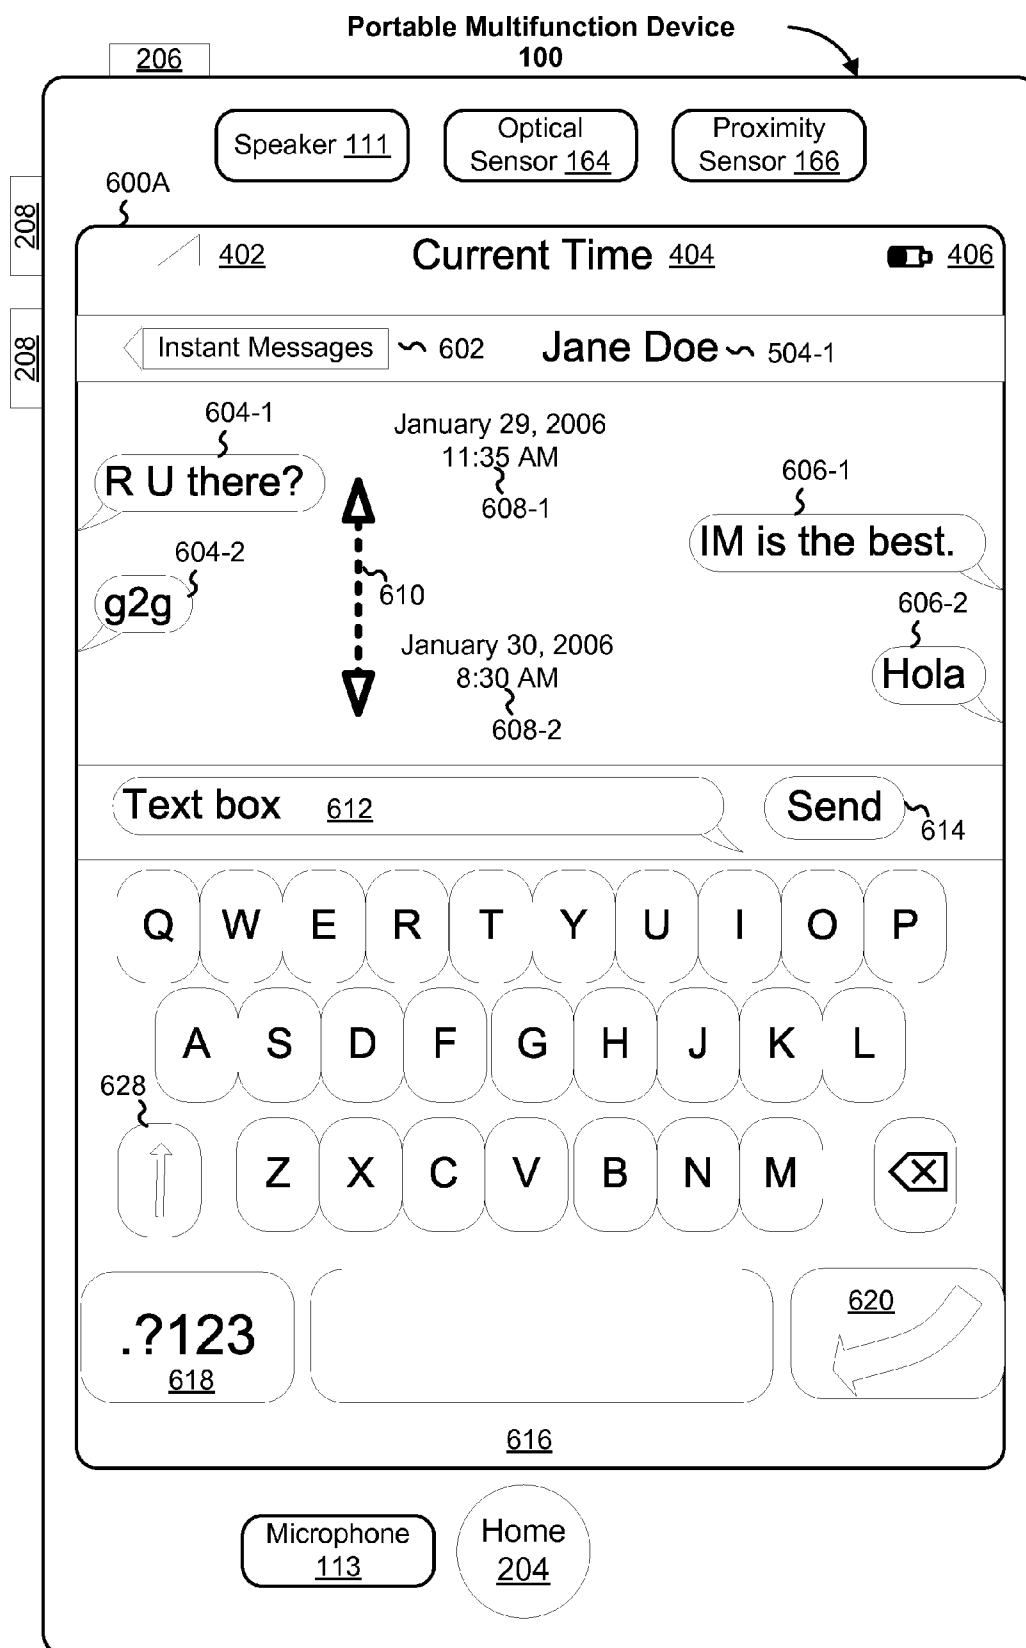 Portable Multifunction Device
100
206
Speaker 111
Optical
Sensor 164
Proximity
Sensor 166
600A
208
208
402
Current Time 404
406
Instant Messages
602
Jane Doe
504-1
604-1
R U there?
January 29, 2006
11:35 AM
608-1
606-1
IM is the best.
604-2
g2g
610
606-2
Hola
January 30, 2006
8:30 AM
608-2
Text box 612
Send
614
Q W E R T Y U I O P
A S D F G H J K L
628
Z X C V B N M
.?123
618
620
616
Microphone
113
Home
204